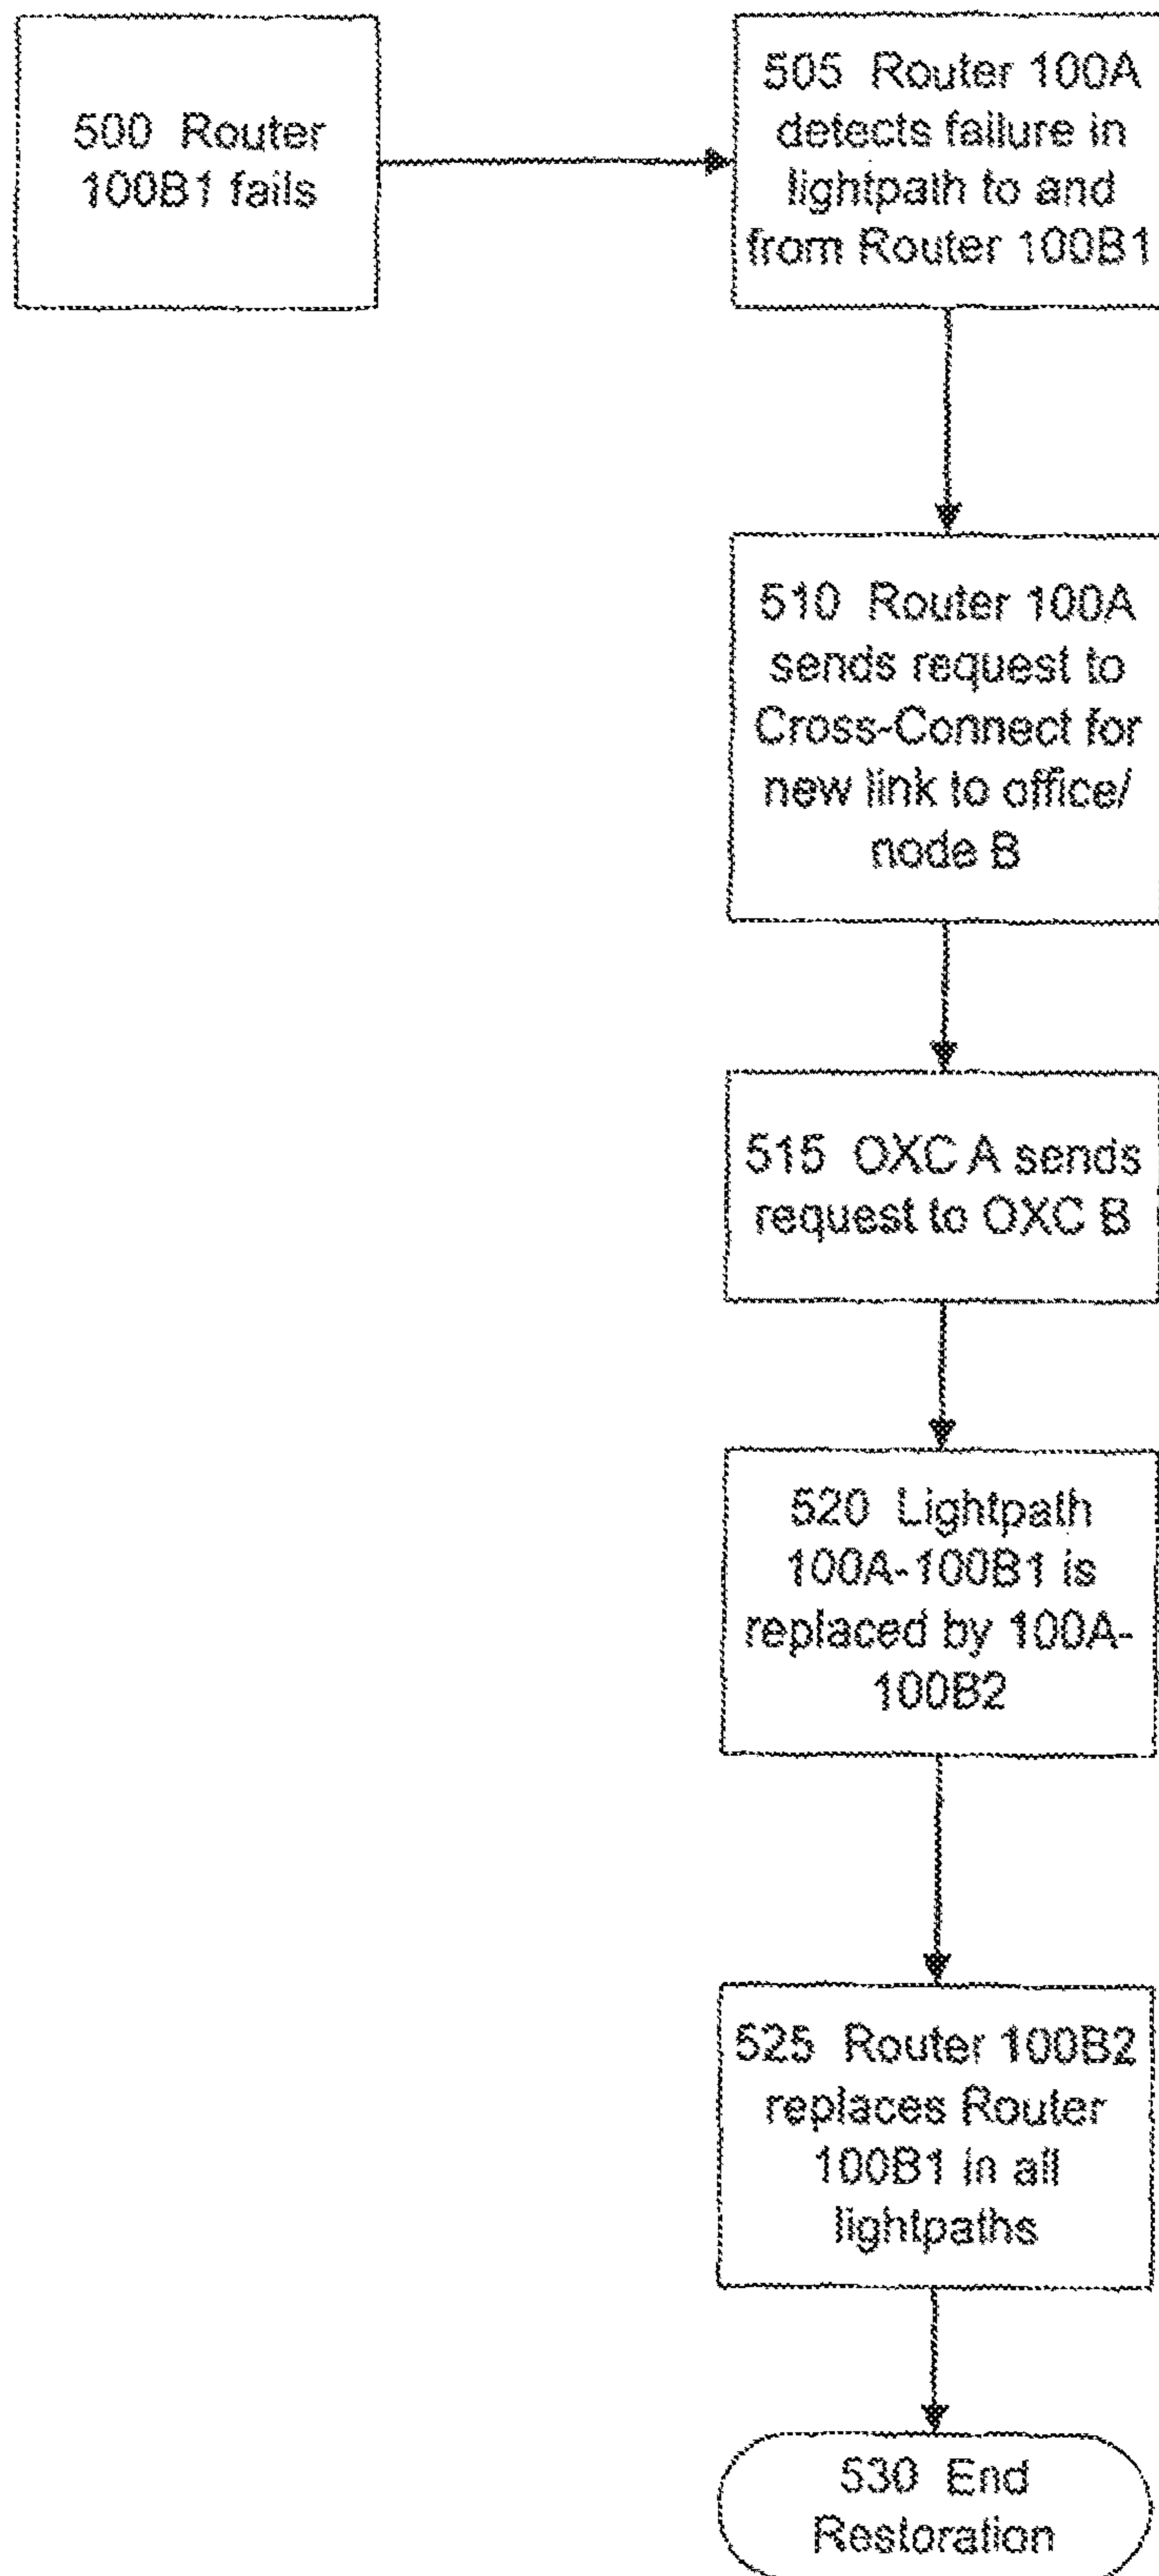 500 Router
100B1 fails
505 Router 100A
detects failure in
lightpath to and
from Router 100B1
510 Router 100A
sends request to
Cross-Connect for
new link to office/
node B
515 OXC A sends
request to OXC B
520 Lightpath
100A-100B1 is
replaced by 100A-
100B2
525 Router 100B2
replaces Router
100B1 in all
lightpaths
530 End
Restoration